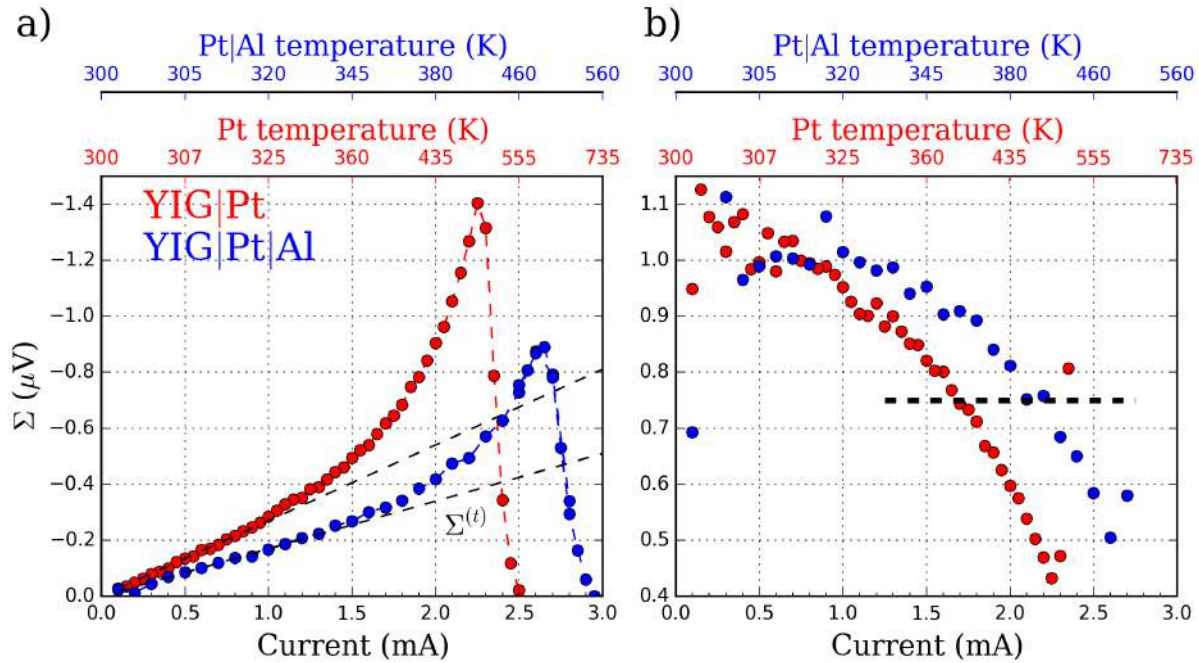 a)
Pt|Al temperature (K)
300 305 320 345 380 460 560
Pt temperature (K)
300 307 325 360 435 555 735
YIG|Pt
YIG|Pt|Al
Σ (μV)
−1.4
−1.2
−1.0
−0.8
−0.6
−0.4
−0.2
0.0
Σ^(t)
0.0 0.5 1.0 1.5 2.0 2.5 3.0
Current (mA)
b)
Pt|Al temperature (K)
300 305 320 345 380 460 560
Pt temperature (K)
300 307 325 360 435 555 735
1.1
1.0
0.9
0.8
0.7
0.6
0.5
0.4
0.0 0.5 1.0 1.5 2.0 2.5 3.0
Current (mA)